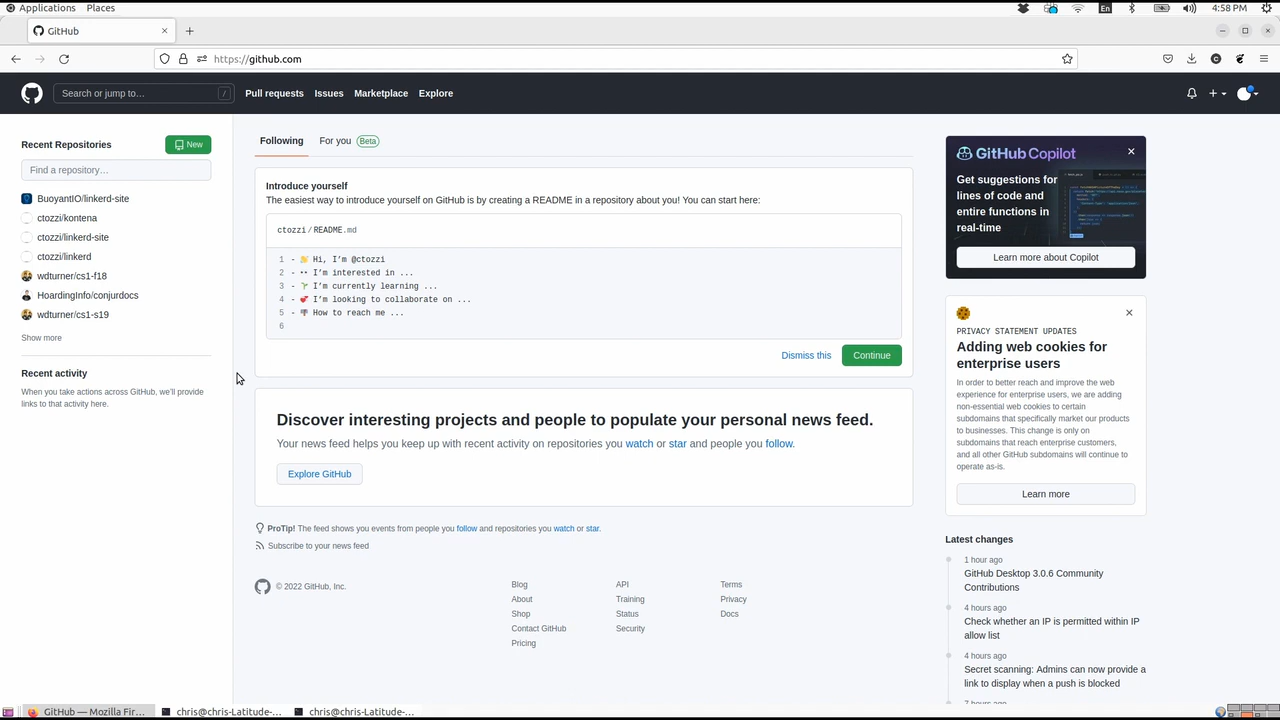 Applications Places
En
4:58 PM
GitHub
https://github.com
Search or jump to… /
Pull requests Issues Marketplace Explore
Recent Repositories
New
Find a repository…
BuoyantIO/linkerd-site
ctozzi/kontena
ctozzi/linkerd-site
ctozzi/linkerd
wdturner/cs1-f18
HoardingInfo/conjurdocs
wdturner/cs1-s19
Show more
Recent activity
When you take actions across GitHub, we'll provide
links to that activity here.
Following For you Beta
Introduce yourself
The easiest way to introduce yourself on GitHub is by creating a README in a repository about you! You can start here:
ctozzi / README.md
1 - 👋 Hi, I'm @ctozzi
2 - 👀 I'm interested in ...
3 - 🌱 I'm currently learning ...
4 - 💞️ I'm looking to collaborate on ...
5 - 📫 How to reach me ...
6
Dismiss this Continue
Discover interesting projects and people to populate your personal news feed.
Your news feed helps you keep up with recent activity on repositories you watch or star and people you follow.
Explore GitHub
ProTip! The feed shows you events from people you follow and repositories you watch or star.
Subscribe to your news feed
© 2022 GitHub, Inc.
Blog
About
Shop
Contact GitHub
Pricing
API
Training
Status
Security
Terms
Privacy
Docs
GitHub Copilot
Get suggestions for
lines of code and
entire functions in
real-time
Learn more about Copilot
PRIVACY STATEMENT UPDATES
Adding web cookies for
enterprise users
In order to better reach and improve the web
experience for enterprise users, we are adding
non-essential web cookies to certain
subdomains that specifically market our products
to businesses. This change is only on
subdomains that reach enterprise customers,
and all other GitHub subdomains will continue to
operate as-is.
Learn more
Latest changes
1 hour ago
GitHub Desktop 3.0.6 Community
Contributions
4 hours ago
Check whether an IP is permitted within IP
allow list
4 hours ago
Secret scanning: Admins can now provide a
link to display when a push is blocked
7 hours ago
GitHub — Mozilla Fir...
chris@chris-Latitude-...
chris@chris-Latitude-...